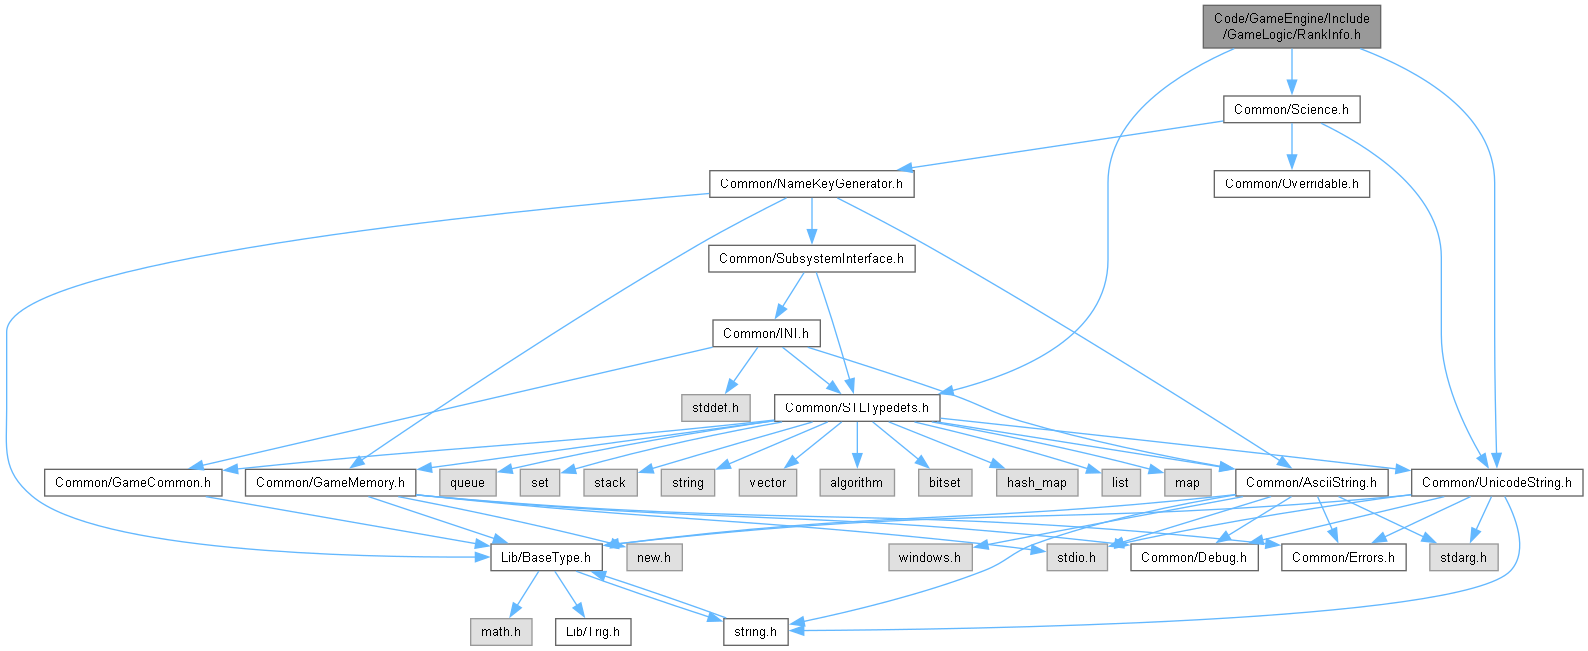 Code/GameEngine/Include
/GameLogic/RankInfo.h
Common/Science.h
Common/NameKeyGenerator.h
Common/Overridable.h
Common/SubsystemInterface.h
Common/INI.h
stddef.h
Common/STLTypedefs.h
Common/GameCommon.h
Common/GameMemory.h
queue
set
stack
string
vector
algorithm
bitset
hash_map
list
map
Common/AsciiString.h
Common/UnicodeString.h
Lib/BaseType.h
new.h
windows.h
stdio.h
Common/Debug.h
Common/Errors.h
stdarg.h
math.h
Lib/Trig.h
string.h